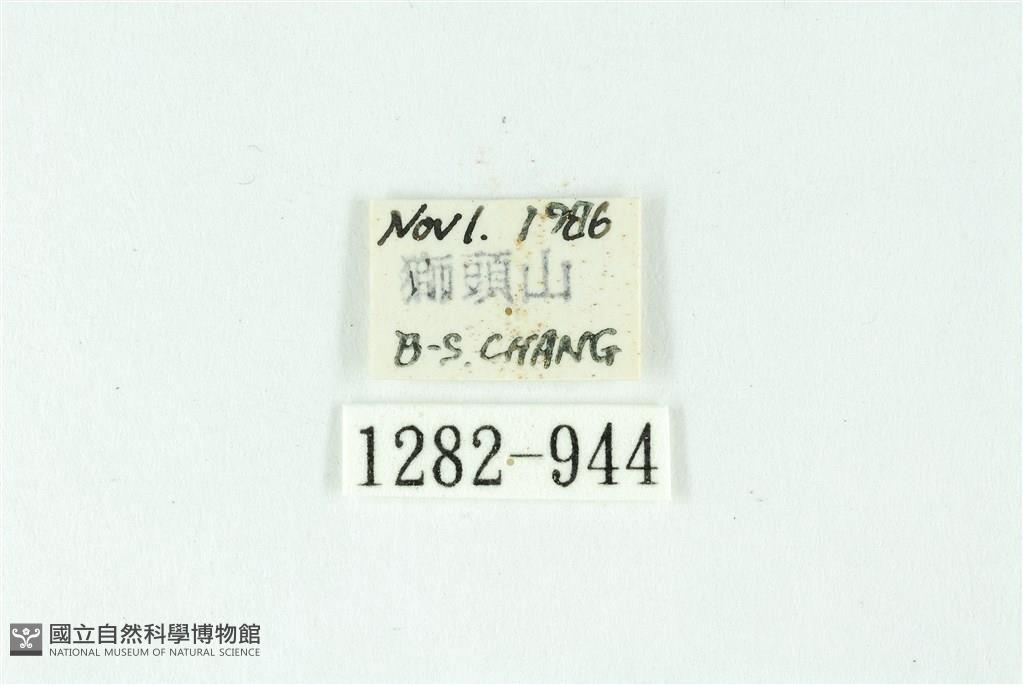 Nov 1. 1986
獅頭山
B-S. CHANG
1282-944
國立自然科學博物館
NATIONAL MUSEUM OF NATURAL SCIENCE